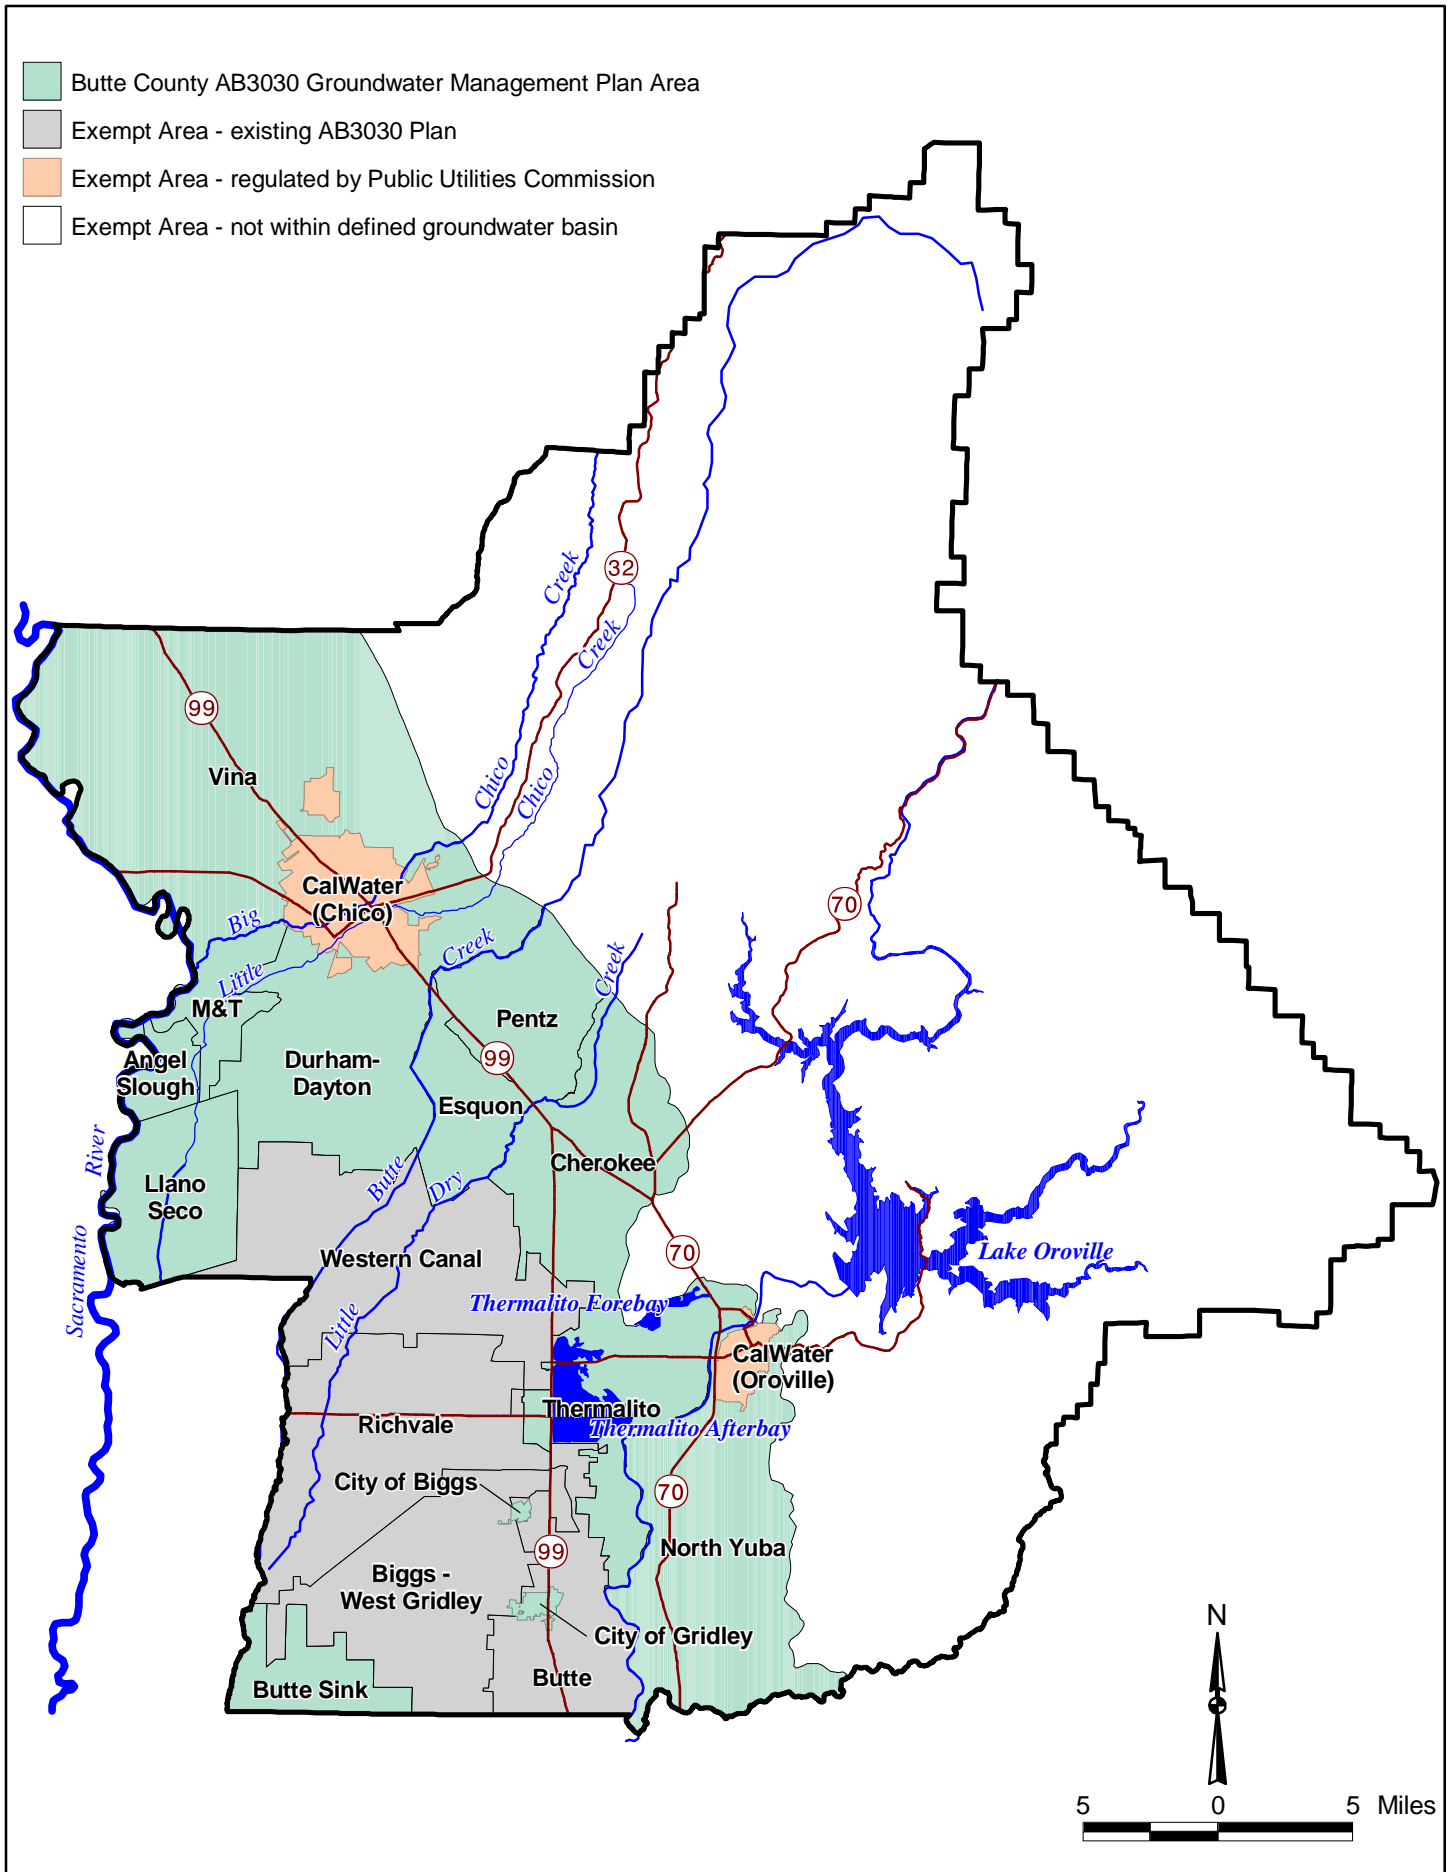 Butte County AB3030 Groundwater Management Plan Area
Exempt Area - existing AB3030 Plan
Exempt Area - regulated by Public Utilities Commission
Exempt Area - not within defined groundwater basin
32
Creek
Creek
99
Vina
Chico
Chico
CalWater
(Chico)
70
Big
Creek
Little
Creek
M&T
Pentz
99
Angel
Slough
Durham-
Dayton
Esquon
River
Cherokee
Butte
Dry
Llano
Seco
Sacramento
Western Canal
70
Lake Oroville
Thermalito Forebay
Little
CalWater
(Oroville)
Thermalito
Richvale
Thermalito Afterbay
City of Biggs
70
99
North Yuba
Biggs -
West Gridley
City of Gridley
Butte
Butte Sink
N
5 0 5 Miles